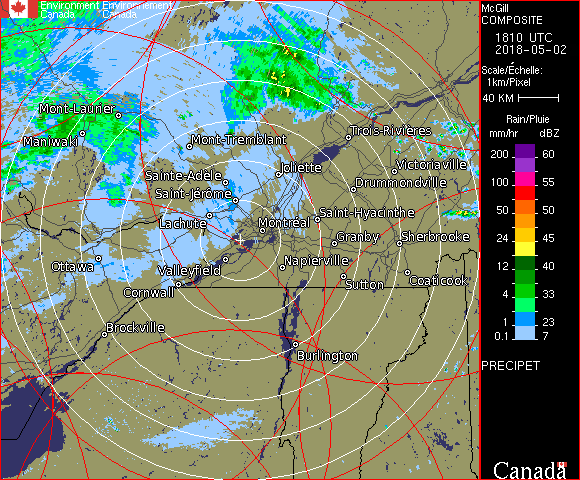 Environment Environnement
Canada Canada
McGill
COMPOSITE
1810 UTC
2018-05-02
Scale/Échelle:
1km/Pixel
40 KM
Rain/Pluie
mm/hr dBZ
200 60
100 55
50 50
24 45
12 40
4 33
1 23
0.1 7
PRECIPET
Canada
Mont-Laurier
Maniwaki
Mont-Tremblant
Trois-Rivières
Joliette
Victoriaville
Sainte-Adèle
Drummondville
Saint-Jérôme
Saint-Hyacinthe
Lachute
Montréal
Granby
Sherbrooke
Ottawa
Valleyfield
Napierville
Coaticook
Sutton
Cornwall
Brockville
Burlington